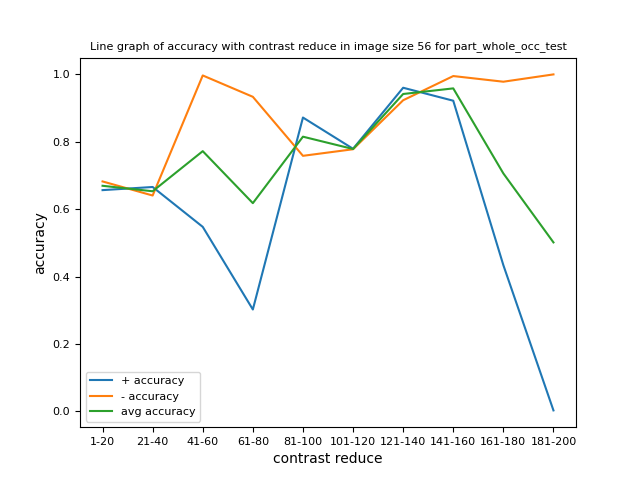 Line graph of accuracy with contrast reduce in image size 56 for part_whole_occ_test
1.0
0.8
0.6
0.4
0.2
0.0
accuracy
+ accuracy
- accuracy
avg accuracy
1-20 21-40 41-60 61-80 81-100 101-120 121-140 141-160 161-180 181-200
contrast reduce